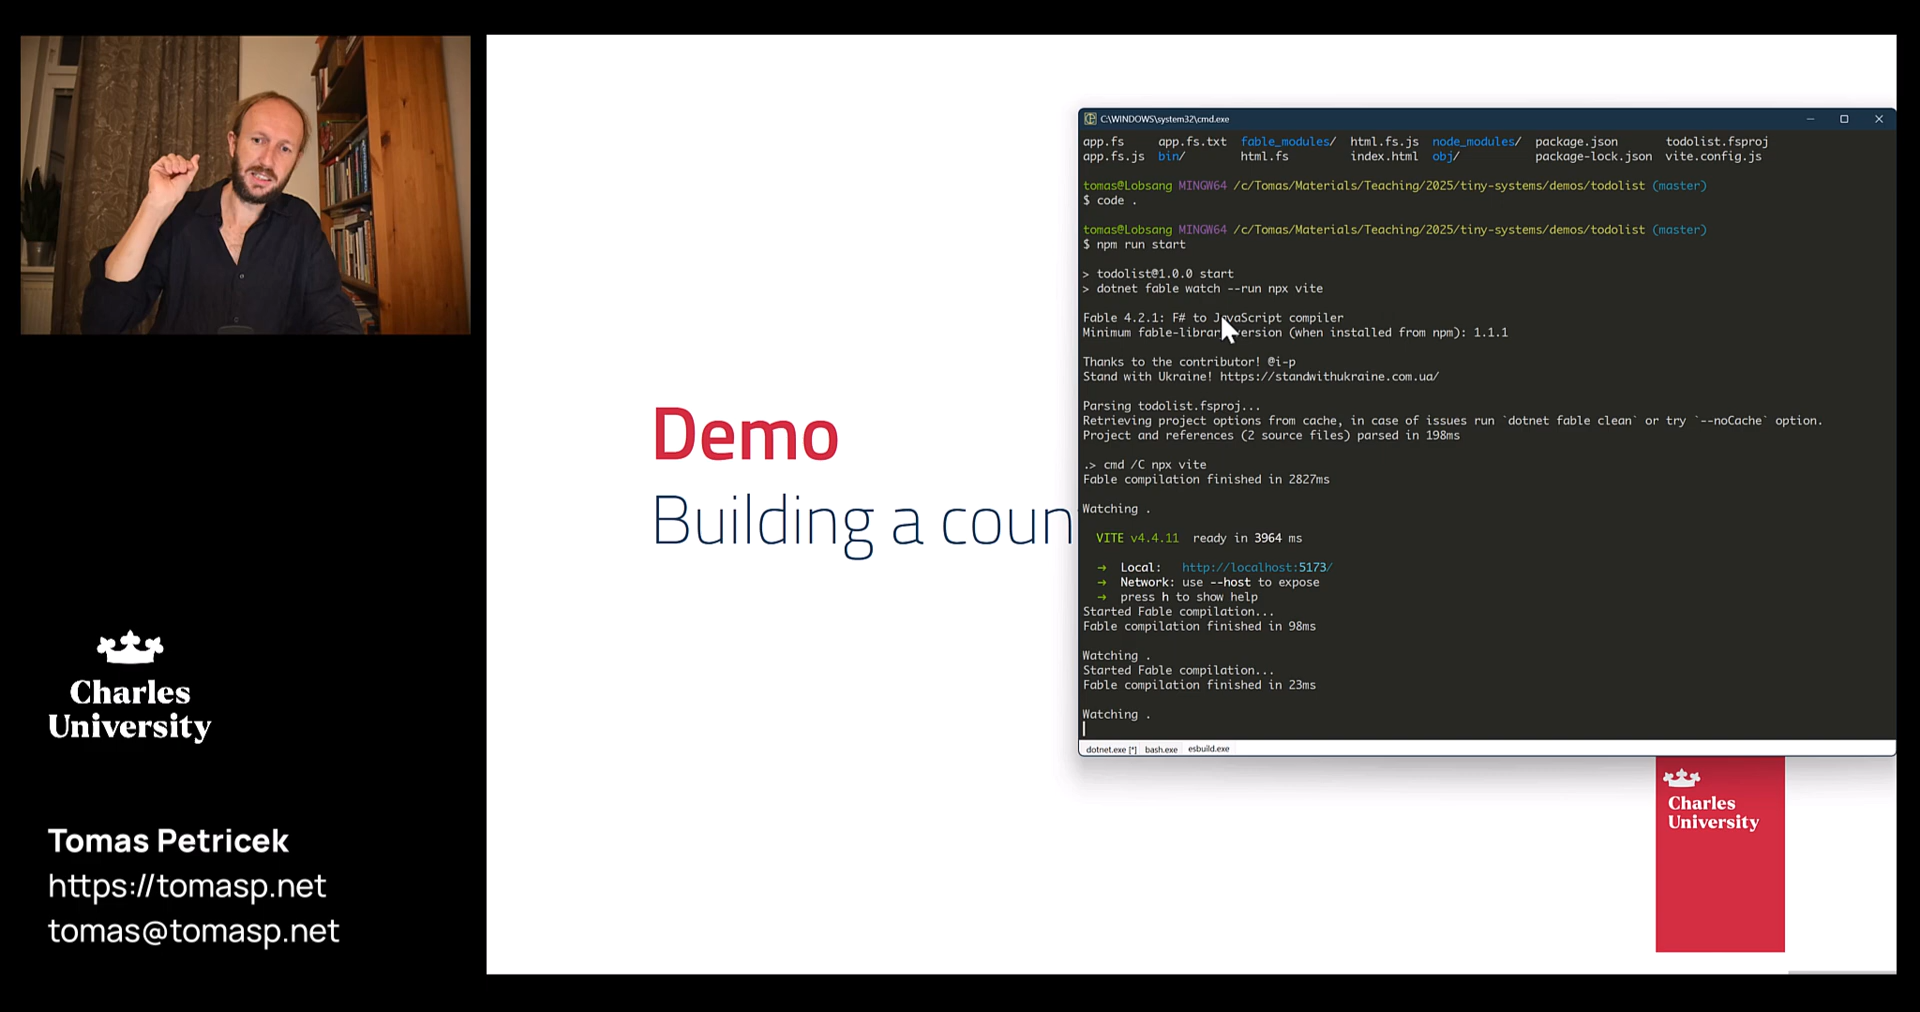 Demo
Building a coun
C:\WINDOWS\system32\cmd.exe
app.fs app.fs.txt fable_modules/ html.fs.js node_modules/ package.json todolist.fsproj
app.fs.js bin/ html.fs index.html obj/ package-lock.json vite.config.js
tomas@Lobsang MINGW64 /c/Tomas/Materials/Teaching/2025/tiny-systems/demos/todolist (master)
$ code .
tomas@Lobsang MINGW64 /c/Tomas/Materials/Teaching/2025/tiny-systems/demos/todolist (master)
$ npm run start
> todolist@1.0.0 start
> dotnet fable watch --run npx vite
Fable 4.2.1: F# to JavaScript compiler
Minimum fable-library version (when installed from npm): 1.1.1
Thanks to the contributor! @i-p
Stand with Ukraine! https://standwithukraine.com.ua/
Parsing todolist.fsproj...
Retrieving project options from cache, in case of issues run `dotnet fable clean` or try `--noCache` option.
Project and references (2 source files) parsed in 198ms
.> cmd /C npx vite
Fable compilation finished in 2827ms
Watching .
VITE v4.4.11 ready in 3964 ms
→ Local: http://localhost:5173/
→ Network: use --host to expose
→ press h to show help
Started Fable compilation...
Fable compilation finished in 98ms
Watching .
Started Fable compilation...
Fable compilation finished in 23ms
Watching .
dotnet.exe [*] bash.exe esbuild.exe
Charles
University
Charles
University
Tomas Petricek
https://tomasp.net
tomas@tomasp.net